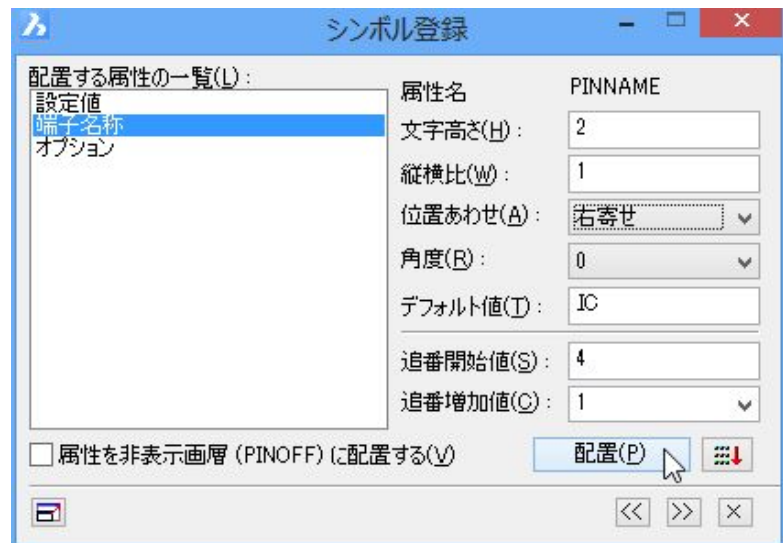 シンボル登録
配置する属性の一覧(L):
設定値
端子名称
オプション
属性名 PINNAME
文字高さ(H): 2
縦横比(W): 1
位置あわせ(A): 右寄せ
角度(R): 0
デフォルト値(T): IC
追番開始値(S): 4
追番増加値(C): 1
属性を非表示画層 (PINOFF) に配置する(V)
配置(P)
<< >> ×